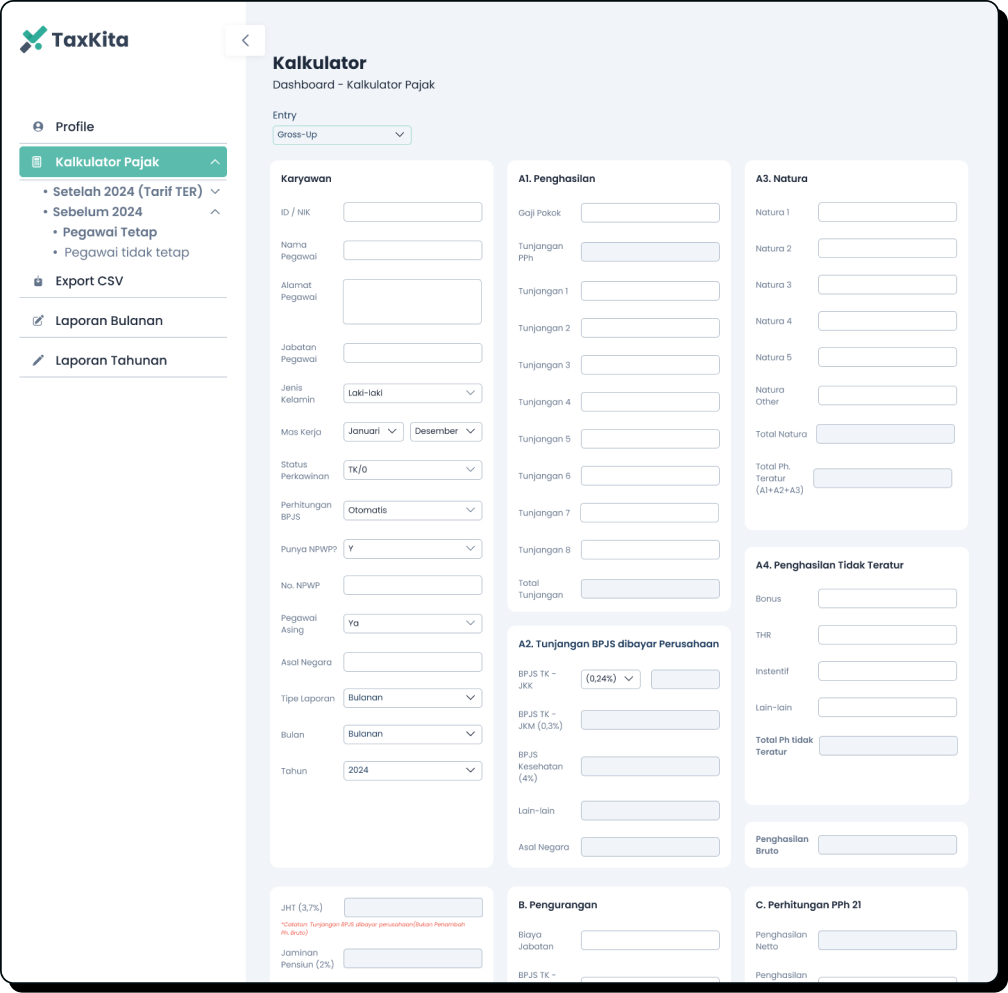 TaxKita
Profile
Kalkulator Pajak
• Setelah 2024 (Tarif TER)
• Sebelum 2024
• Pegawai Tetap
• Pegawai tidak tetap
Export CSV
Laporan Bulanan
Laporan Tahunan
Kalkulator
Dashboard - Kalkulator Pajak
Entry
Gross-Up
Karyawan
ID / NIK
Nama
Pegawai
Alamat
Pegawai
Jabatan
Pegawai
Jenis
Kelamin
Laki-laki
Mas Kerja
Januari
Desember
Status
Perkawinan
TK/0
Perhitungan
BPJS
Otomatis
Punya NPWP?
Y
No. NPWP
Pegawai
Asing
Ya
Asal Negara
Tipe Laporan
Bulanan
Bulan
Bulanan
Tahun
2024
A1. Penghasilan
Gaji Pokok
Tunjangan
PPh
Tunjangan 1
Tunjangan 2
Tunjangan 3
Tunjangan 4
Tunjangan 5
Tunjangan 6
Tunjangan 7
Tunjangan 8
Total
Tunjangan
A2. Tunjangan BPJS dibayar Perusahaan
BPJS TK -
JKK
(0,24%)
BPJS TK -
JKM (0,3%)
BPJS
Kesehatan
(4%)
Lain-lain
Asal Negara
A3. Natura
Natura 1
Natura 2
Natura 3
Natura 4
Natura 5
Natura
Other
Total Natura
Total Ph.
Teratur
(A1+A2+A3)
A4. Penghasilan Tidak Teratur
Bonus
THR
Instentif
Lain-lain
Total Ph tidak
Teratur
Penghasilan
Bruto
JHT (3,7%)
*Catatan: Tunjangan BPJS dibayar perusahaan(Bukan Penambah
Ph. Bruto)
Jaminan
Pensiun (2%)
B. Pengurangan
Biaya
Jabatan
BPJS TK -
C. Perhitungan PPh 21
Penghasilan
Netto
Penghasilan